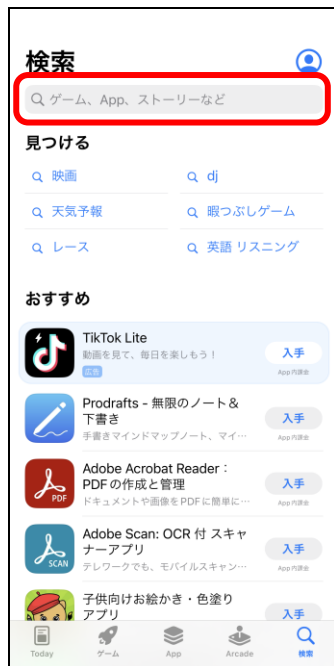 検索
ゲーム、App、ストーリーなど
見つける
映画
dj
天気予報
暇つぶしゲーム
レース
英語 リスニング
おすすめ
TikTok Lite
動画を見て、毎日を楽しもう！
広告
入手
App内課金
Prodrafts - 無限のノート＆
下書き
手書きマインドマップノート、マイ…
入手
App内課金
Adobe Acrobat Reader：
PDFの作成と管理
ドキュメントや画像をPDFに簡単に…
入手
App内課金
PDF
Adobe Scan: OCR 付 スキャ
ナーアプリ
テレワークでも、モバイルスキャン…
入手
App内課金
SCAN
子供向けお絵かき・色塗り
アプリ
入手
Today
ゲーム
App
Arcade
検索